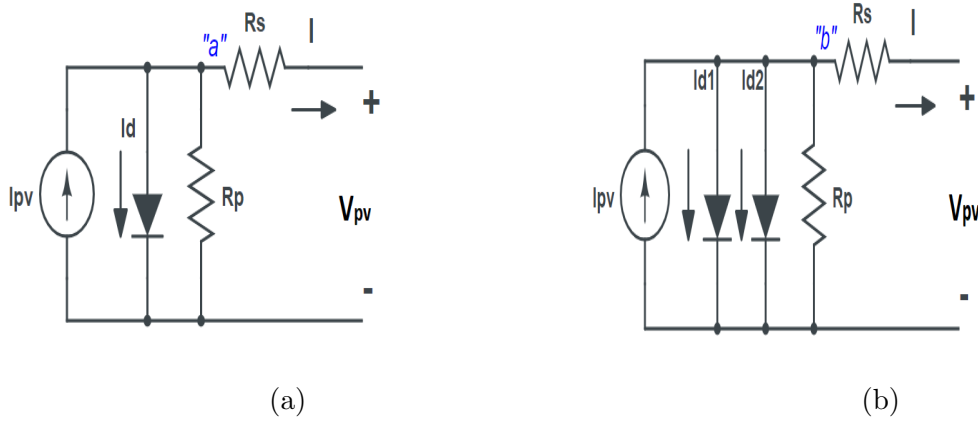 "a"
Rs
I
+
Id
Ipv
Rp
Vpv
-
(a)
"b"
Rs
I
+
Id1
Id2
Ipv
Rp
Vpv
-
(b)